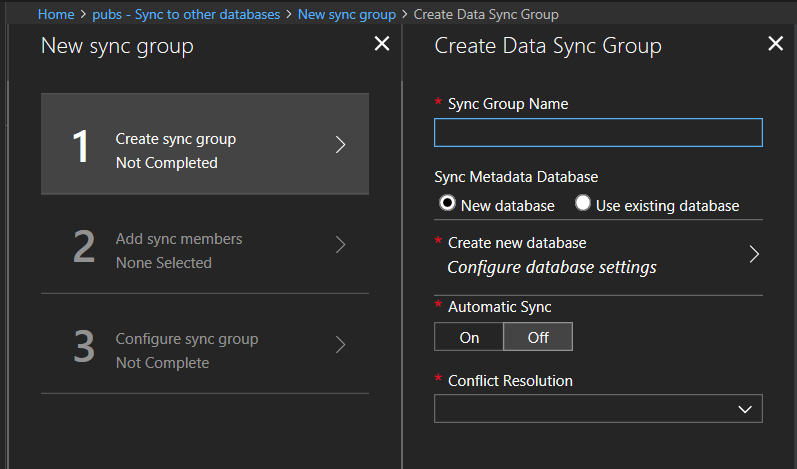 Home > pubs - Sync to other databases > New sync group > Create Data Sync Group
New sync group
1
Create sync group
Not Completed
2
Add sync members
None Selected
3
Configure sync group
Not Complete
Create Data Sync Group
* Sync Group Name
Sync Metadata Database
New database Use existing database
* Create new database
Configure database settings
* Automatic Sync
On Off
* Conflict Resolution